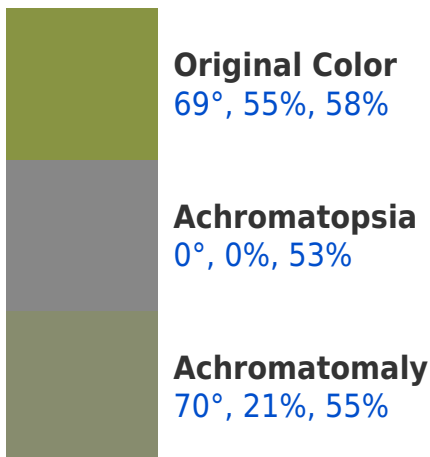 Original Color
69°, 55%, 58%
Achromatopsia
0°, 0%, 53%
Achromatomaly
70°, 21%, 55%